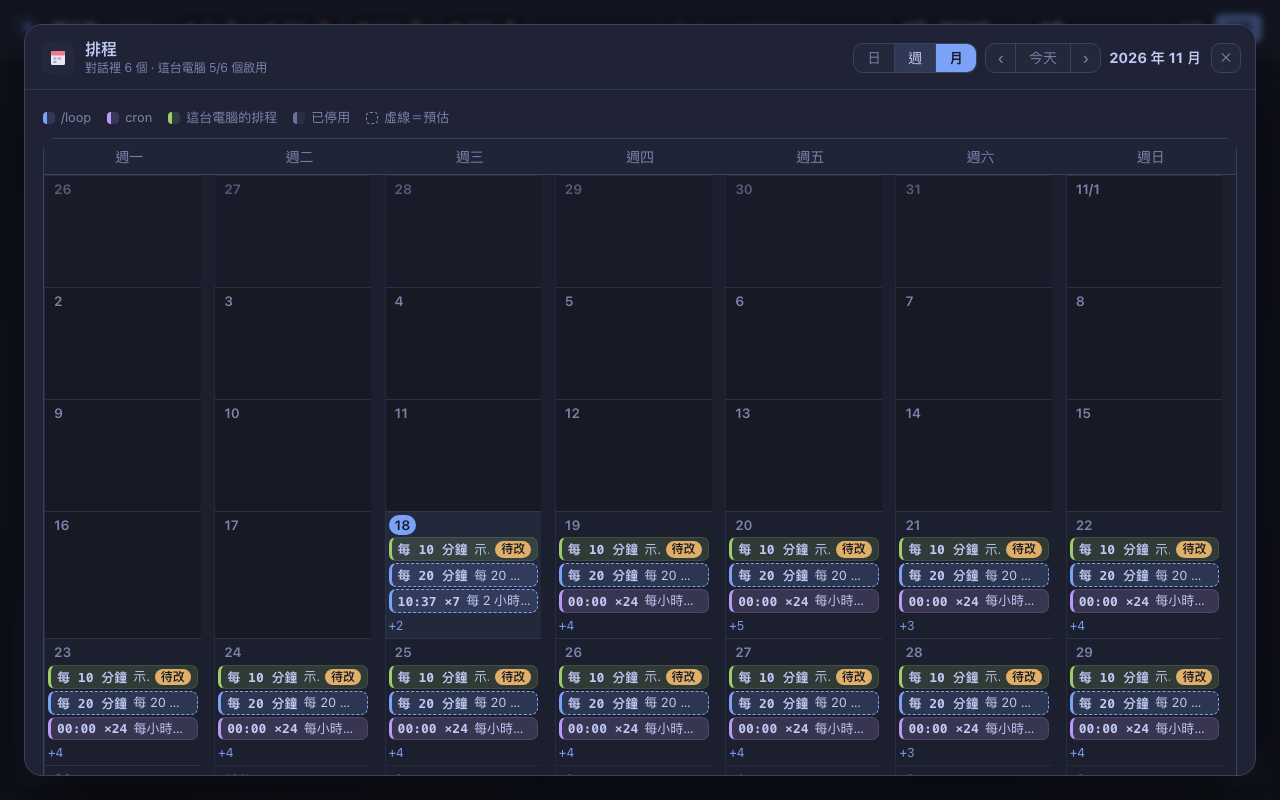 排程
對話裡 6 個 · 這台電腦 5/6 個啟用
日 週 月 ‹ 今天 › 2026 年 11 月 ×
/loop cron 這台電腦的排程 已停用 虛線＝預估
週一 週二 週三 週四 週五 週六 週日
26 27 28 29 30 31 11/1
2 3 4 5 6 7 8
9 10 11 12 13 14 15
16 17 18 19 20 21 22
每 10 分鐘 示. 待改 每 10 分鐘 示. 待改 每 10 分鐘 示. 待改 每 10 分鐘 示. 待改 每 10 分鐘 示. 待改
每 20 分鐘 每 20 ... 每 20 分鐘 每 20 ... 每 20 分鐘 每 20 ... 每 20 分鐘 每 20 ... 每 20 分鐘 每 20 ...
10:37 ×7 每 2 小時... 00:00 ×24 每小時... 00:00 ×24 每小時... 00:00 ×24 每小時... 00:00 ×24 每小時...
+2 +4 +5 +3 +4
23 24 25 26 27 28 29
每 10 分鐘 示. 待改 每 10 分鐘 示. 待改 每 10 分鐘 示. 待改 每 10 分鐘 示. 待改 每 10 分鐘 示. 待改 每 10 分鐘 示. 待改 每 10 分鐘 示. 待改
每 20 分鐘 每 20 ... 每 20 分鐘 每 20 ... 每 20 分鐘 每 20 ... 每 20 分鐘 每 20 ... 每 20 分鐘 每 20 ... 每 20 分鐘 每 20 ... 每 20 分鐘 每 20 ...
00:00 ×24 每小時... 00:00 ×24 每小時... 00:00 ×24 每小時... 00:00 ×24 每小時... 00:00 ×24 每小時... 00:00 ×24 每小時... 00:00 ×24 每小時...
+4 +4 +4 +4 +4 +3 +4